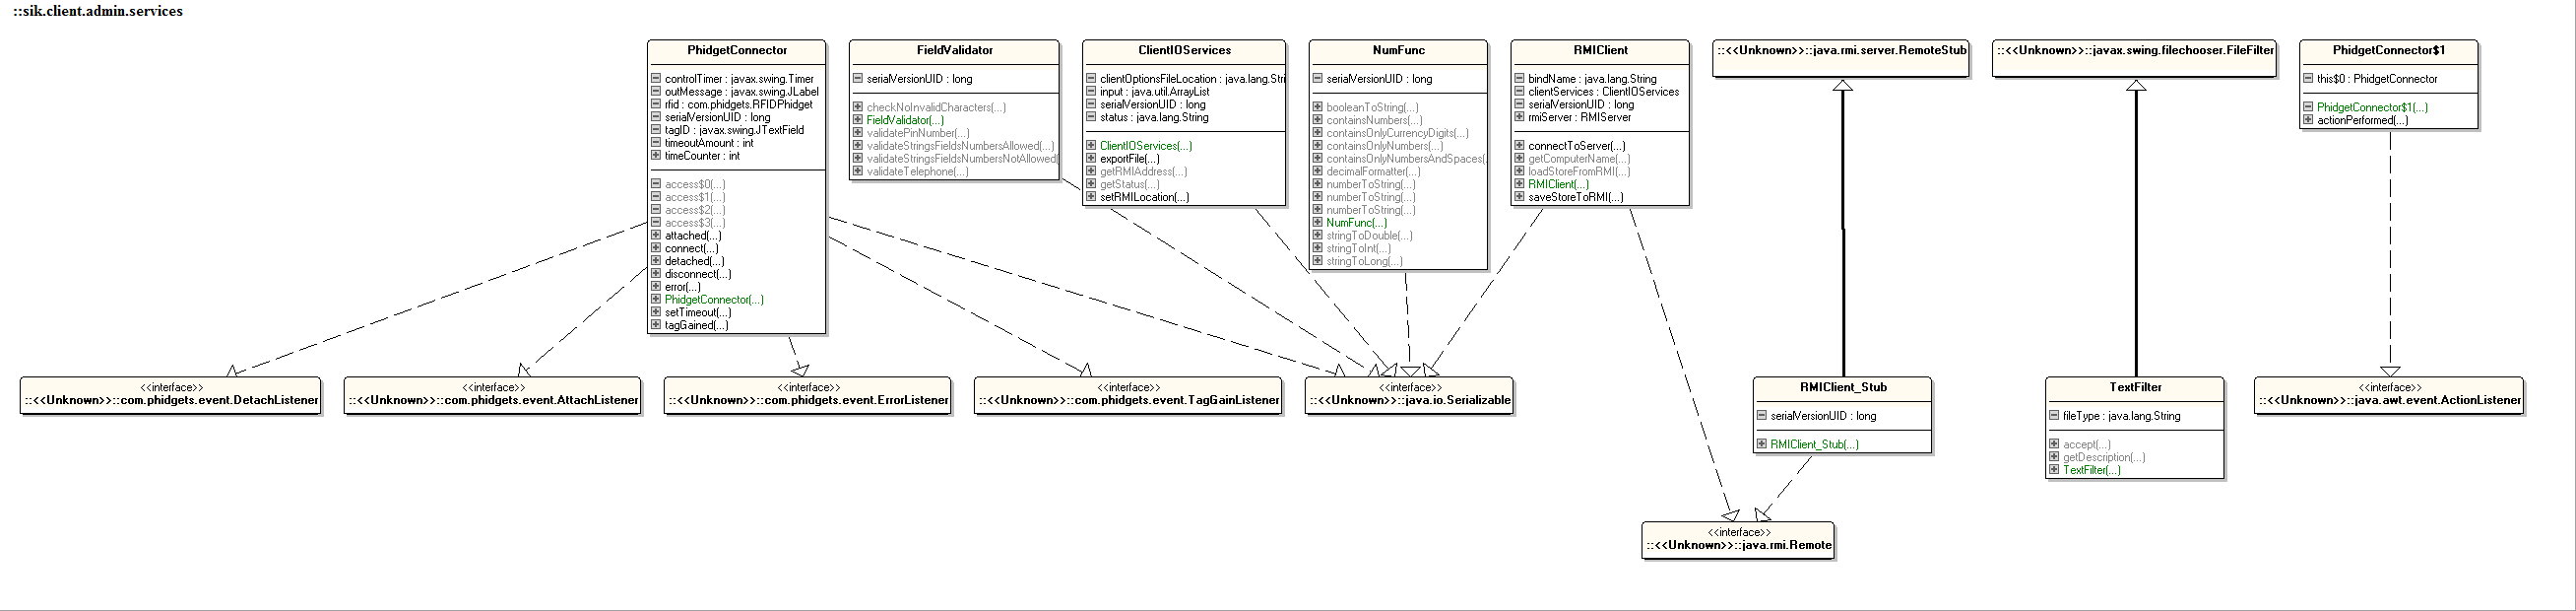 ::sik.client.admin.services
PhidgetConnector
controlTimer : javax.swing.Timer
outMessage : javax.swing.JLabel
rfid : com.phidgets.RFIDPhidget
serialVersionUID : long
tagID : javax.swing.JTextField
timeoutAmount : int
timeCounter : int
access$0(...)
access$1(...)
access$2(...)
access$3(...)
attached(...)
connect(...)
detached(...)
disconnect(...)
error(...)
PhidgetConnector(...)
setTimeout(...)
tagGained(...)
FieldValidator
serialVersionUID : long
checkNoInvalidCharacters(...)
FieldValidator(...)
validatePinNumber(...)
validateStringsFieldsNumbersAllowed(...)
validateStringsFieldsNumbersNotAllowed(
validateTelephone(...)
ClientIOServices
clientOptionsFileLocation : java.lang.Stri
input : java.util.ArrayList
serialVersionUID : long
status : java.lang.String
ClientIOServices(...)
exportFile(...)
getRMIAddress(...)
getStatus(...)
setRMILocation(...)
NumFunc
serialVersionUID : long
booleanToString(...)
containsNumbers(...)
containsOnlyCurrencyDigits(...)
containsOnlyNumbers(...)
containsOnlyNumbersAndSpaces(.
decimalFormatter(...)
numberToString(...)
numberToString(...)
numberToString(...)
NumFunc(...)
stringToDouble(...)
stringToInt(...)
stringToLong(...)
RMIClient
bindName : java.lang.String
clientServices : ClientIOServices
serialVersionUID : long
rmiServer : RMIServer
connectToServer(...)
getComputerName(...)
loadStoreFromRMI(...)
RMIClient(...)
saveStoreToRMI(...)
::<<Unknown>>::java.rmi.server.RemoteStub
::<<Unknown>>::javax.swing.filechooser.FileFilter
PhidgetConnector$1
this$0 : PhidgetConnector
PhidgetConnector$1(...)
actionPerformed(...)
<<interface>>
::<<Unknown>>::com.phidgets.event.DetachListener
<<interface>>
::<<Unknown>>::com.phidgets.event.AttachListener
<<interface>>
::<<Unknown>>::com.phidgets.event.ErrorListener
<<interface>>
::<<Unknown>>::com.phidgets.event.TagGainListener
<<interface>>
::<<Unknown>>::java.io.Serializable
RMIClient_Stub
serialVersionUID : long
RMIClient_Stub(...)
TextFilter
fileType : java.lang.String
accept(...)
getDescription(...)
TextFilter(...)
<<interface>>
::<<Unknown>>::java.awt.event.ActionListener
<<interface>>
::<<Unknown>>::java.rmi.Remote